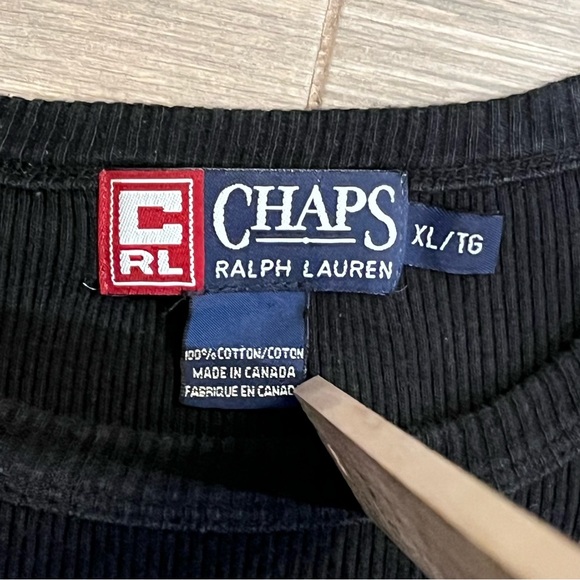 C
RL
CHAPS
RALPH LAUREN
XL/TG
100% COTTON/COTON
MADE IN CANADA
FABRIQUE EN CANADA